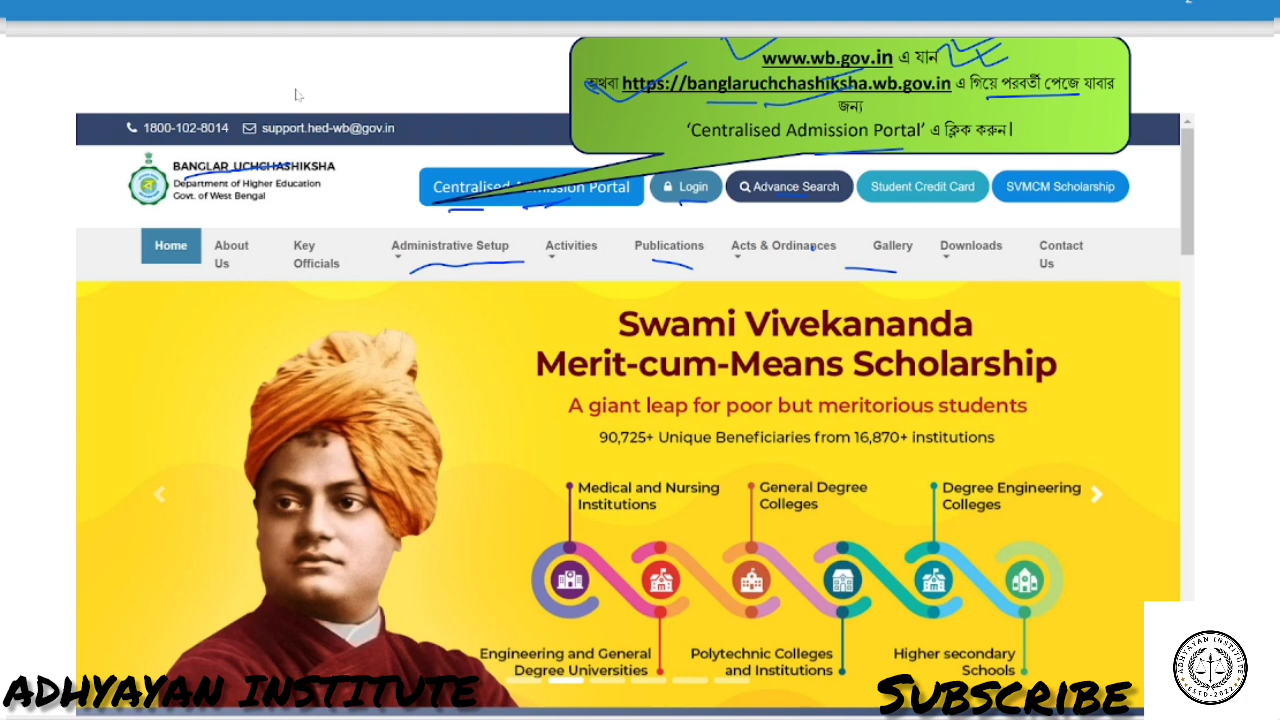 www.wb.gov.in এ যান
অথবা https://banglaruchchashiksha.wb.gov.in এ গিয়ে পরবর্তী পেজে যাবার
জন্য
‘Centralised Admission Portal’ এ ক্লিক করুন।
1800-102-8014 support.hed-wb@gov.in
BANGLAR UCHCHASHIKSHA
Department of Higher Education
Govt. of West Bengal
Centralised Admission Portal Login Advance Search Student Credit Card SVMCM Scholarship
Home About Us Key Officials Administrative Setup Activities Publications Acts & Ordinances Gallery Downloads Contact Us
Swami Vivekananda
Merit-cum-Means Scholarship
A giant leap for poor but meritorious students
90,725+ Unique Beneficiaries from 16,870+ institutions
Medical and Nursing
Institutions
General Degree
Colleges
Degree Engineering
Colleges
Engineering and General
Degree Universities
Polytechnic Colleges
and Institutions
Higher secondary
Schools
ADHYAYAN INSTITUTE
SUBSCRIBE
ADHYAYAN INSTITUTE
ESTD 2022